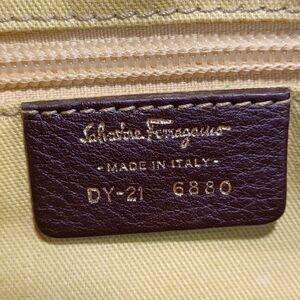 Salvatore Ferragamo
- MADE IN ITALY -
DY-21 6880